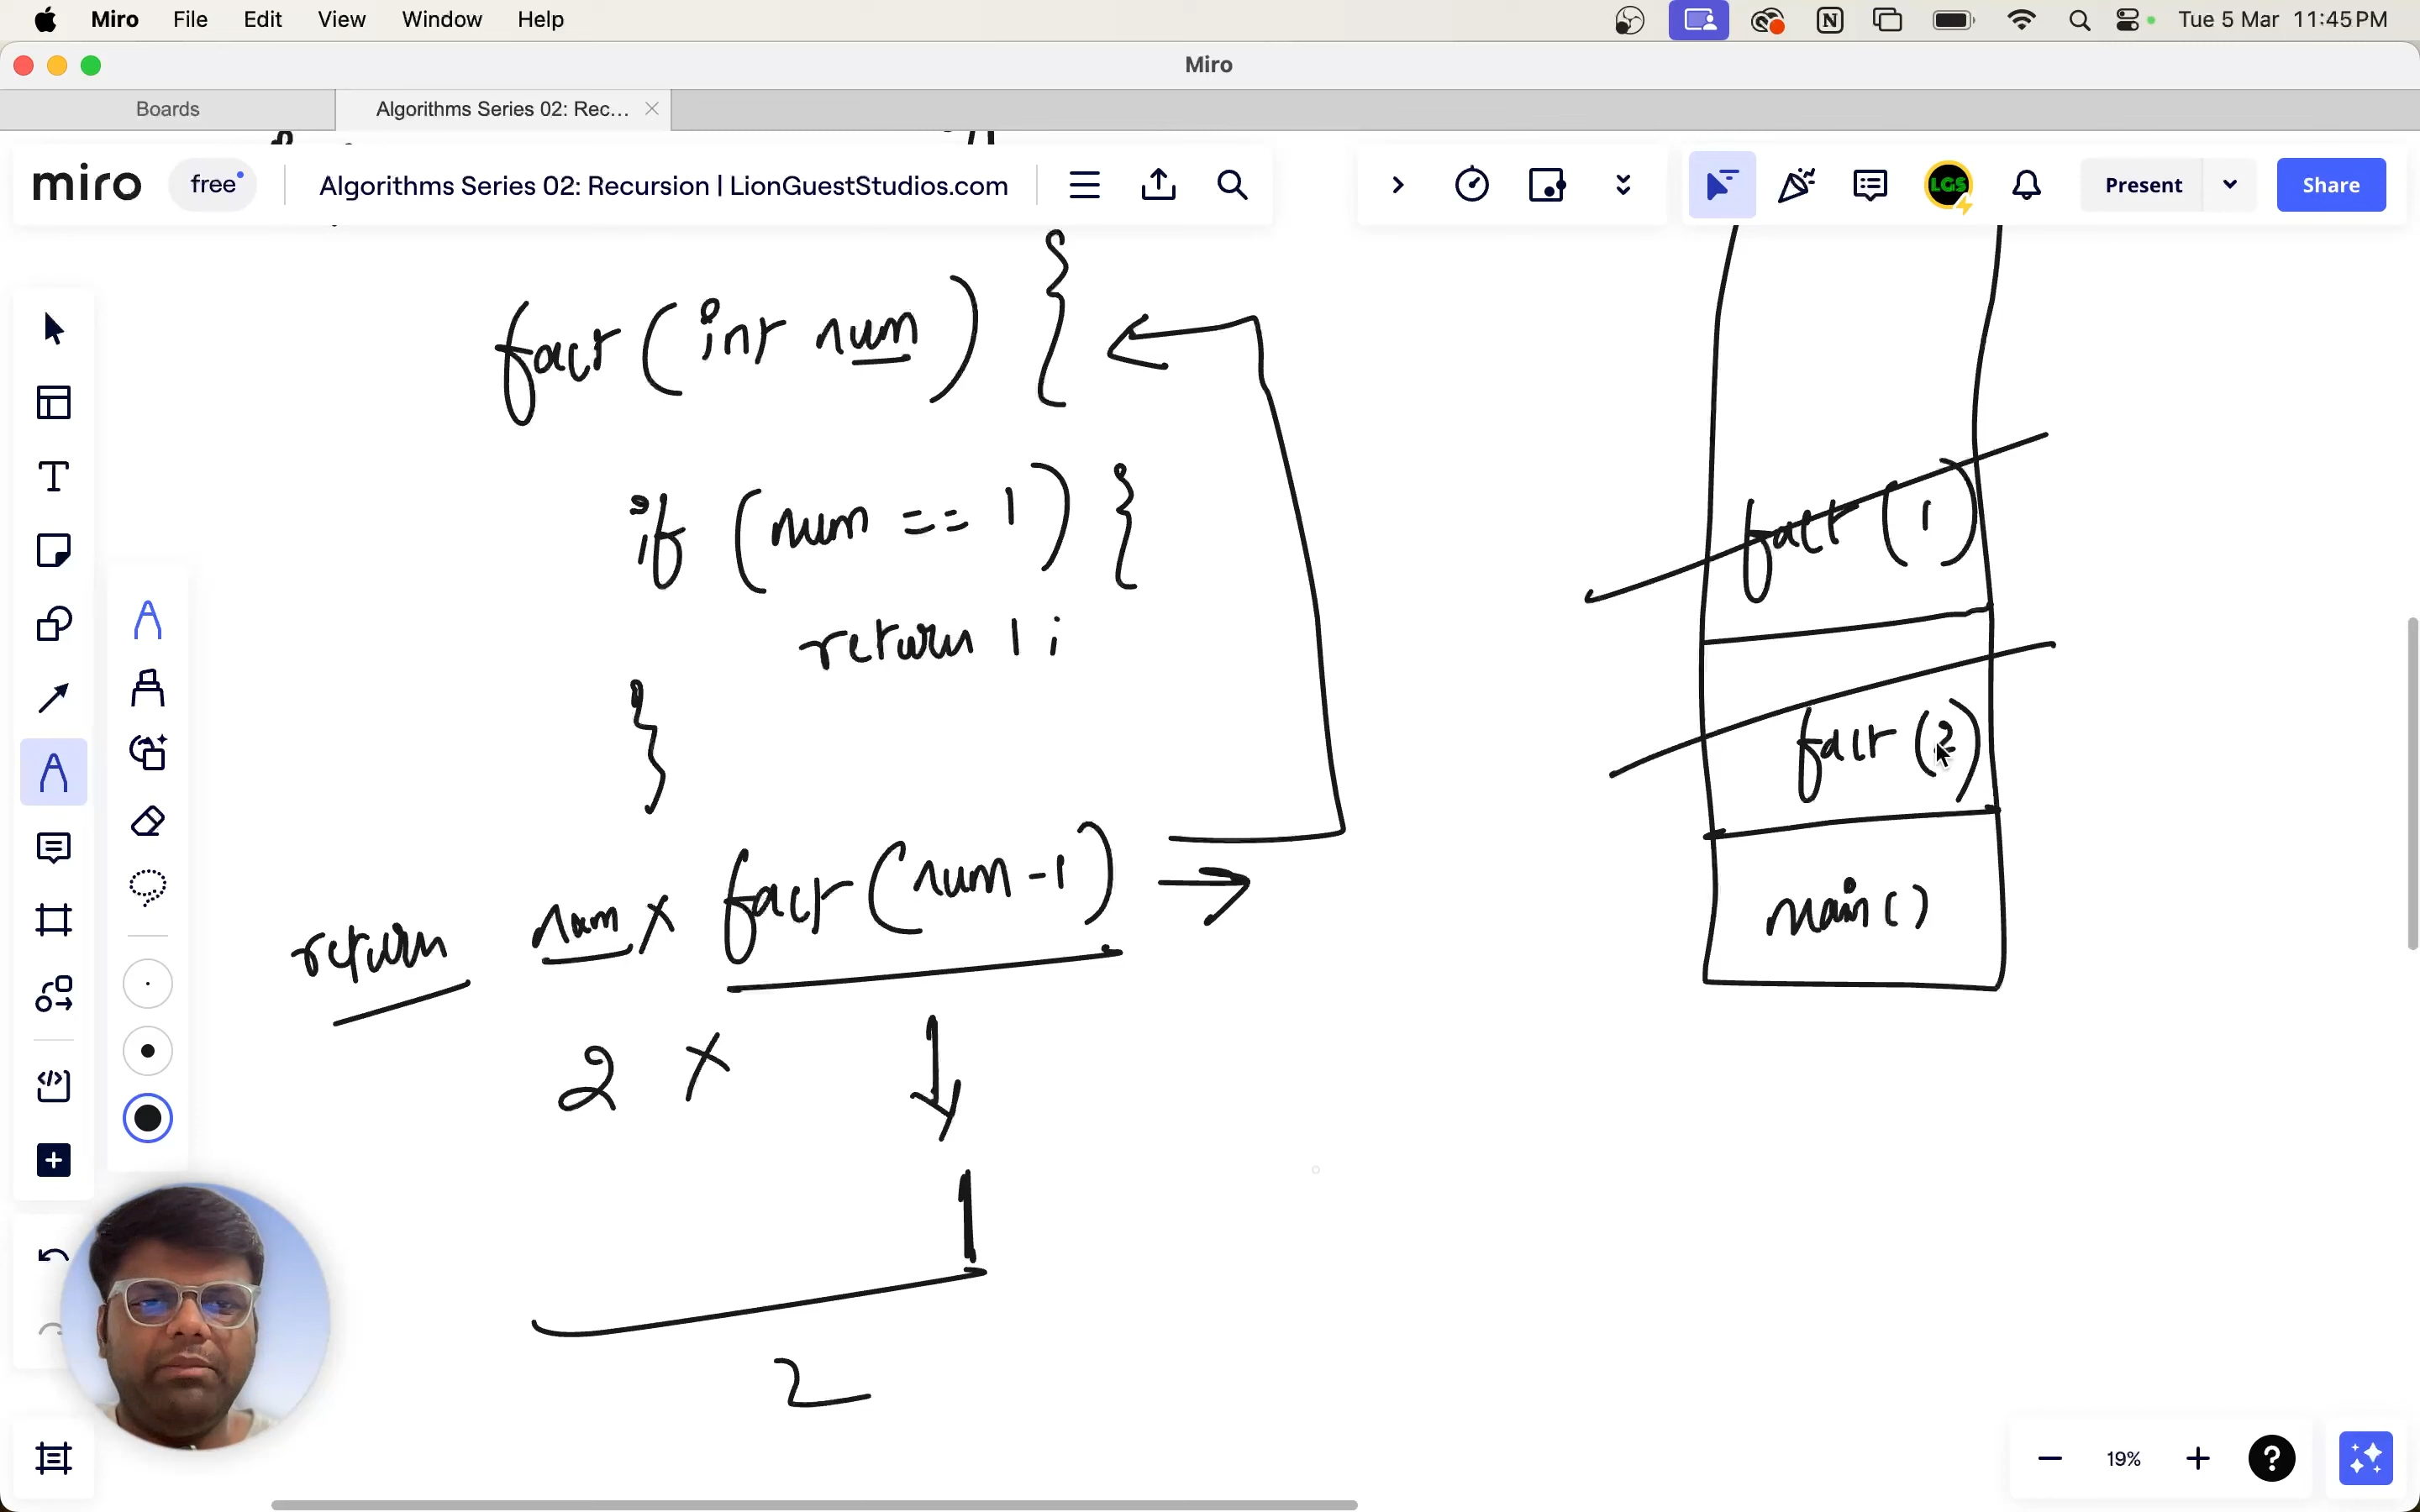 Miro File Edit View Window Help
Tue 5 Mar 11:45 PM
Miro
Boards
Algorithms Series 02: Rec...
miro
free
Algorithms Series 02: Recursion | LionGuestStudios.com
LGS
Present
Share
fact (int num) {
if (num == 1) {
return 1;
}
return num x fact (num - 1)
2 x
1
2
fact (1)
fact (2)
main ()
19%